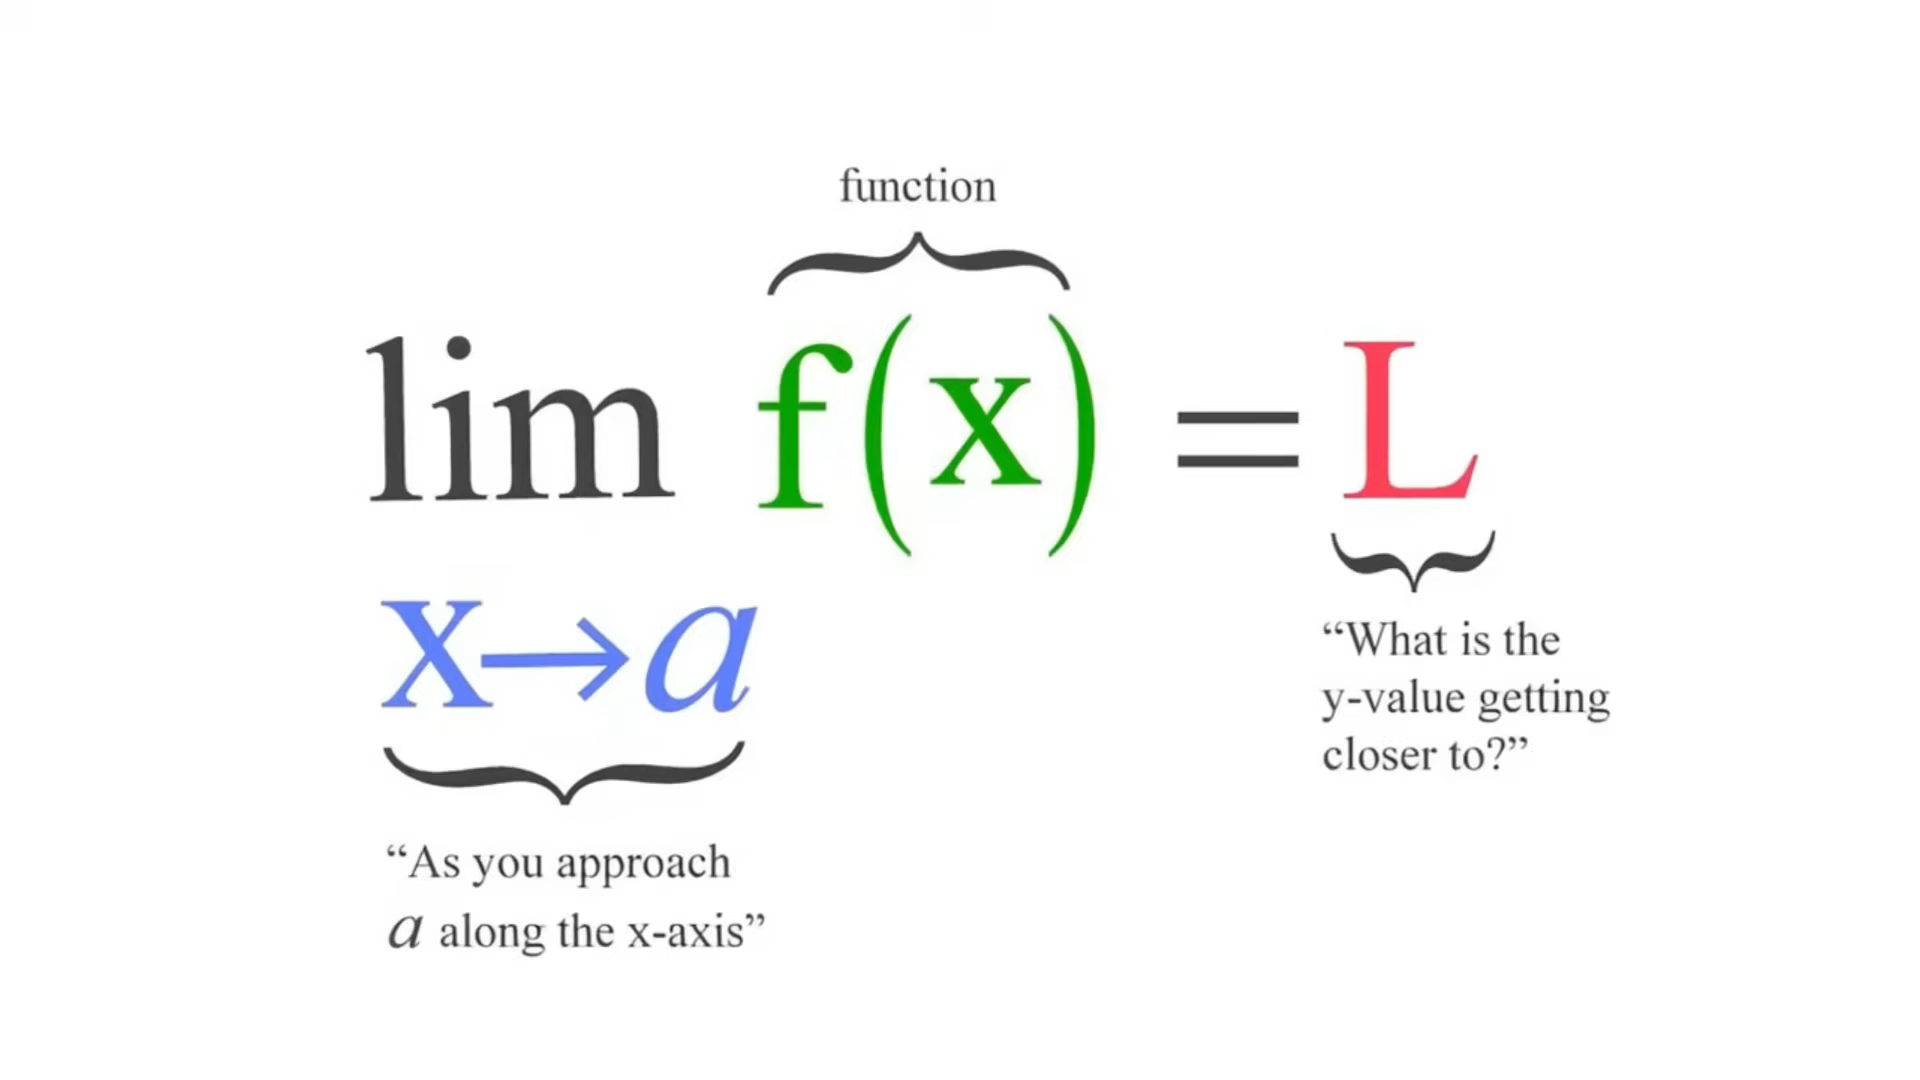 function
lim f(x) = L
x→a
“What is the
y-value getting
closer to?”
“As you approach
a along the x-axis”